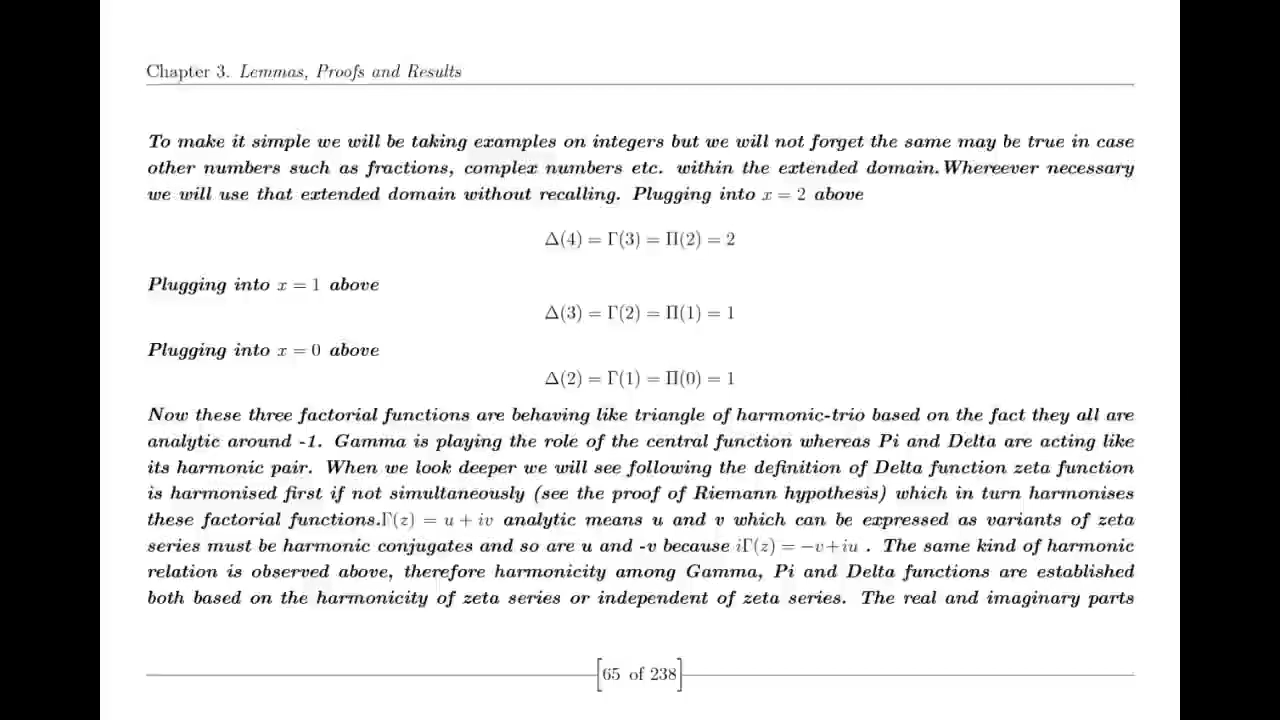 Chapter 3. Lemmas, Proofs and Results
To make it simple we will be taking examples on integers but we will not forget the same may be true in case
other numbers such as fractions, complex numbers etc. within the extended domain.Whereever necessary
we will use that extended domain without recalling. Plugging into x = 2 above
Δ(4) = Γ(3) = Π(2) = 2
Plugging into x = 1 above
Δ(3) = Γ(2) = Π(1) = 1
Plugging into x = 0 above
Δ(2) = Γ(1) = Π(0) = 1
Now these three factorial functions are behaving like triangle of harmonic-trio based on the fact they all are
analytic around -1. Gamma is playing the role of the central function whereas Pi and Delta are acting like
its harmonic pair. When we look deeper we will see following the definition of Delta function zeta function
is harmonised first if not simultaneously (see the proof of Riemann hypothesis) which in turn harmonises
these factorial functions.Γ(z) = u + iv analytic means u and v which can be expressed as variants of zeta
series must be harmonic conjugates and so are u and -v because iΓ(z) = −v+iu . The same kind of harmonic
relation is observed above, therefore harmonicity among Gamma, Pi and Delta functions are established
both based on the harmonicity of zeta series or independent of zeta series. The real and imaginary parts
[65 of 238]